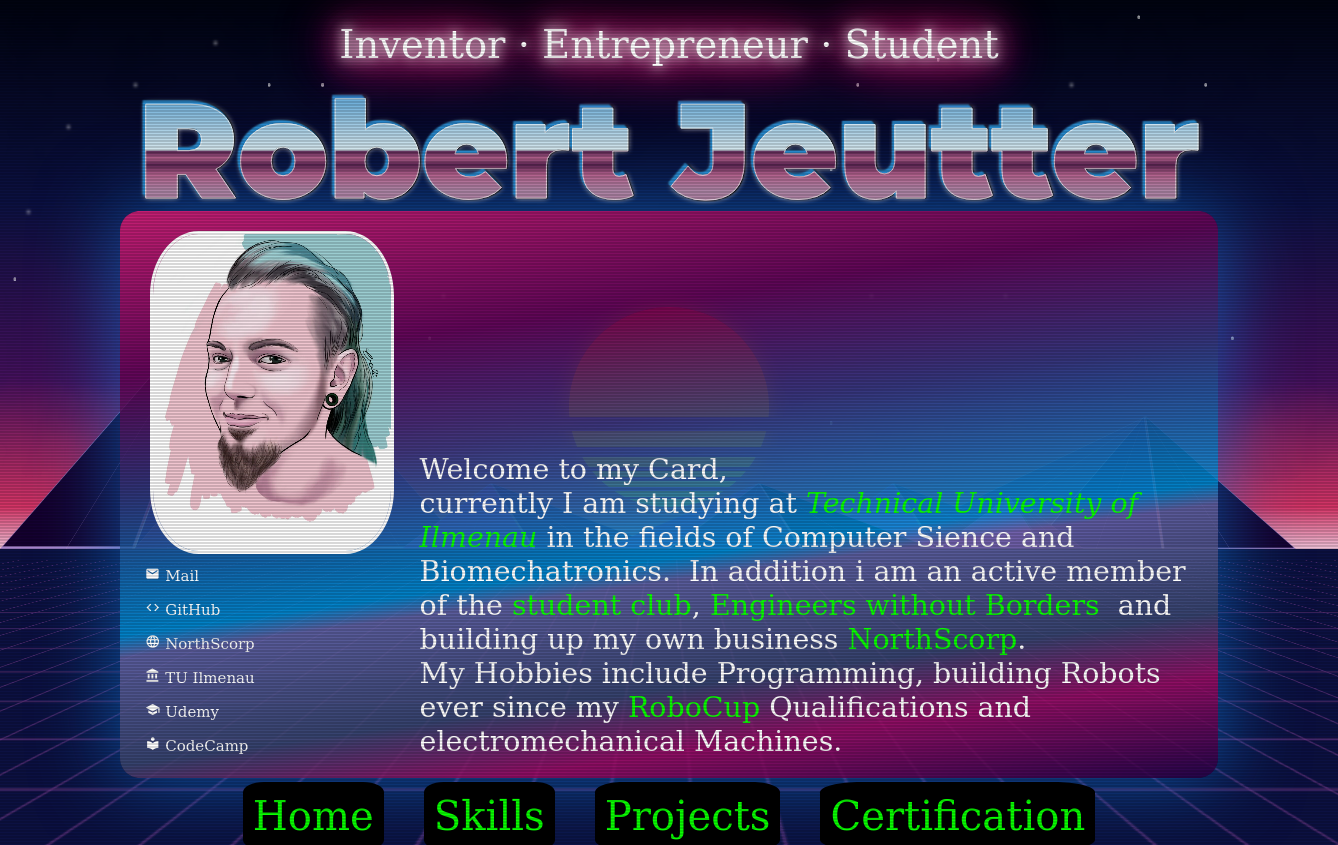 Inventor · Entrepreneur · Student
Robert Jeutter
Welcome to my Card,
currently I am studying at Technical University of
Ilmenau in the fields of Computer Sience and
Biomechatronics.  In addition i am an active member
of the student club, Engineers without Borders  and
building up my own business NorthScorp.
My Hobbies include Programming, building Robots
ever since my RoboCup Qualifications and
electromechanical Machines.
Mail
GitHub
NorthScorp
TU Ilmenau
Udemy
CodeCamp
Home Skills Projects Certification